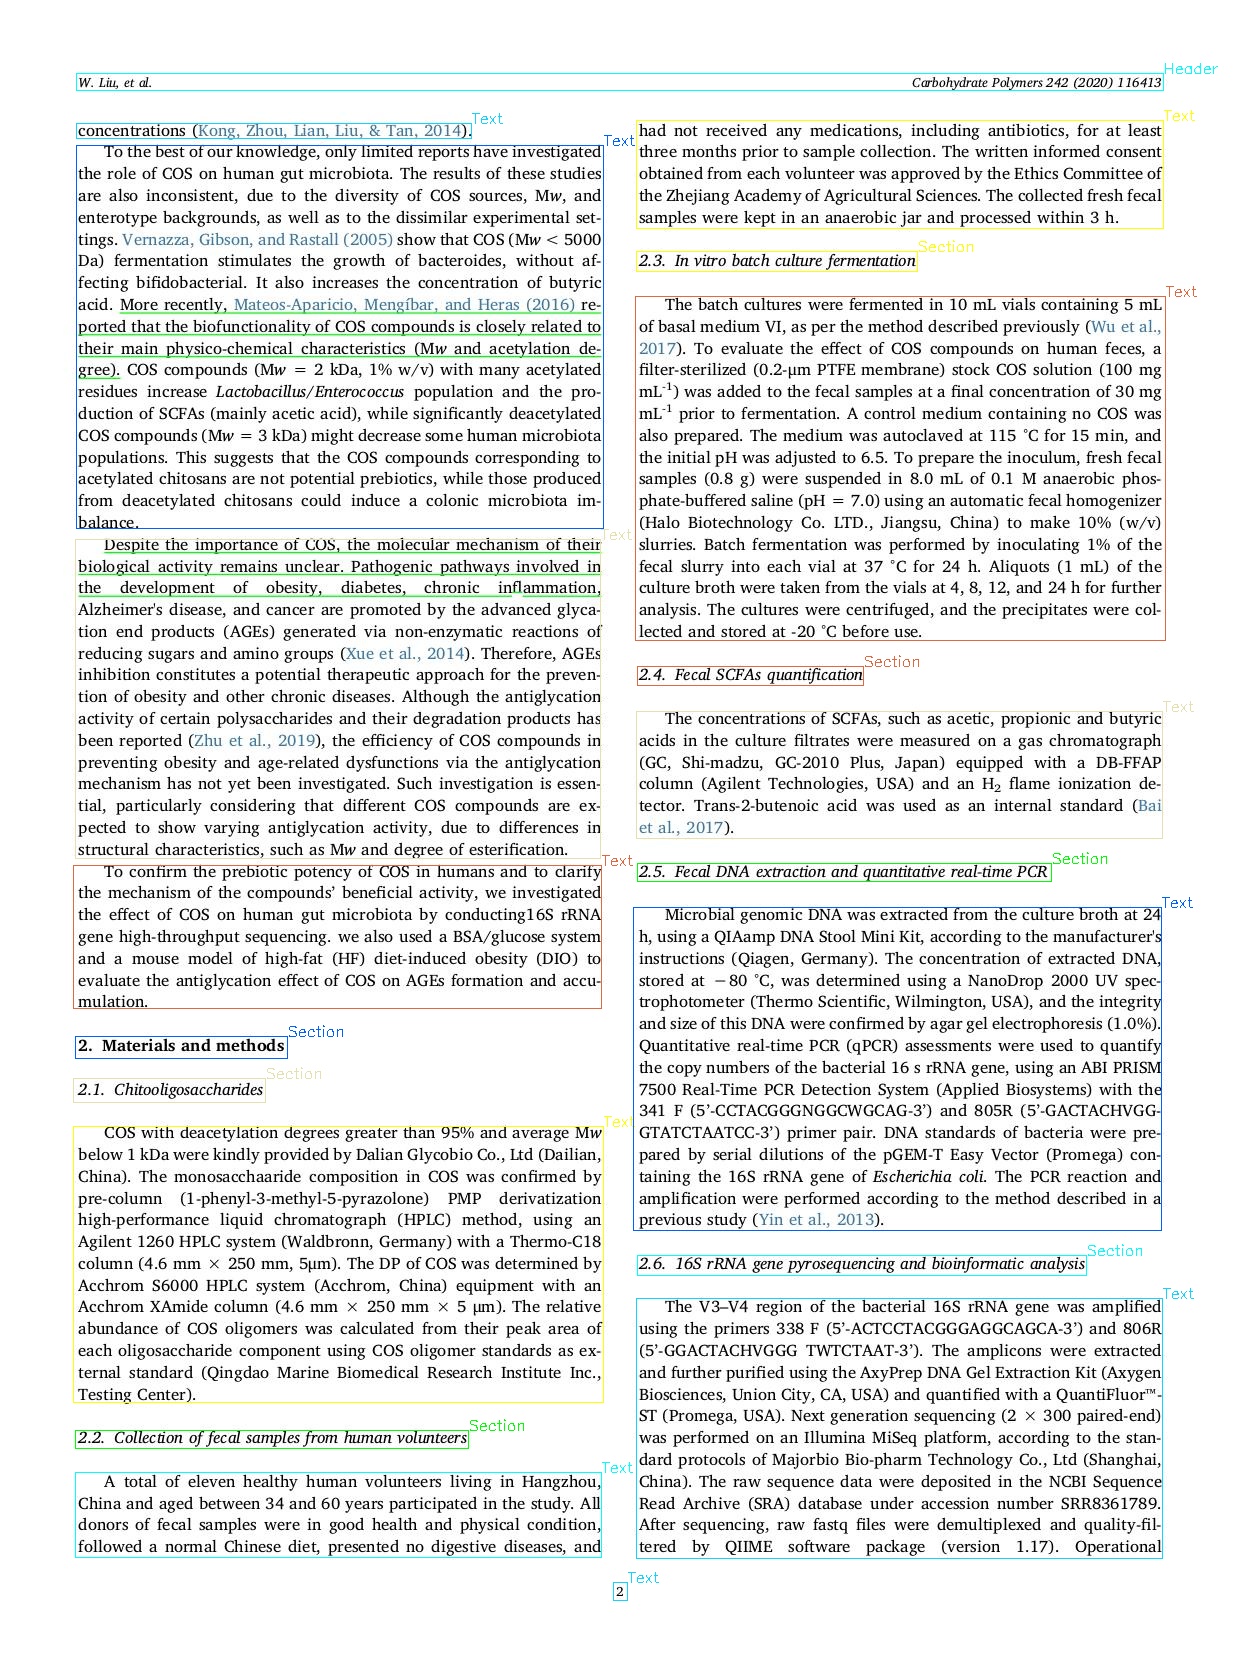 Header
W. Liu, et al.
Carbohydrate Polymers 242 (2020) 116413
Text
concentrations (Kong, Zhou, Lian, Liu, & Tan, 2014).
Text
To the best of our knowledge, only limited reports have investigated
the role of COS on human gut microbiota. The results of these studies
are also inconsistent, due to the diversity of COS sources, Mw, and
enterotype backgrounds, as well as to the dissimilar experimental set-
tings. Vernazza, Gibson, and Rastall (2005) show that COS (Mw < 5000
Da) fermentation stimulates the growth of bacteroides, without af-
fecting bifidobacterial. It also increases the concentration of butyric
acid. More recently, Mateos-Aparicio, Mengíbar, and Heras (2016) re-
ported that the biofunctionality of COS compounds is closely related to
their main physico-chemical characteristics (Mw and acetylation de-
gree). COS compounds (Mw = 2 kDa, 1% w/v) with many acetylated
residues increase Lactobacillus/Enterococcus population and the pro-
duction of SCFAs (mainly acetic acid), while significantly deacetylated
COS compounds (Mw = 3 kDa) might decrease some human microbiota
populations. This suggests that the COS compounds corresponding to
acetylated chitosans are not potential prebiotics, while those produced
from deacetylated chitosans could induce a colonic microbiota im-
balance.
Text
Despite the importance of COS, the molecular mechanism of their
biological activity remains unclear. Pathogenic pathways involved in
the development of obesity, diabetes, chronic inflammation,
Alzheimer's disease, and cancer are promoted by the advanced glyca-
tion end products (AGEs) generated via non-enzymatic reactions of
reducing sugars and amino groups (Xue et al., 2014). Therefore, AGEs
inhibition constitutes a potential therapeutic approach for the preven-
tion of obesity and other chronic diseases. Although the antiglycation
activity of certain polysaccharides and their degradation products has
been reported (Zhu et al., 2019), the efficiency of COS compounds in
preventing obesity and age-related dysfunctions via the antiglycation
mechanism has not yet been investigated. Such investigation is essen-
tial, particularly considering that different COS compounds are ex-
pected to show varying antiglycation activity, due to differences in
structural characteristics, such as Mw and degree of esterification.
Text
To confirm the prebiotic potency of COS in humans and to clarify
the mechanism of the compounds’ beneficial activity, we investigated
the effect of COS on human gut microbiota by conducting16S rRNA
gene high-throughput sequencing. we also used a BSA/glucose system
and a mouse model of high-fat (HF) diet-induced obesity (DIO) to
evaluate the antiglycation effect of COS on AGEs formation and accu-
mulation.
Section
2. Materials and methods
Section
2.1. Chitooligosaccharides
Text
COS with deacetylation degrees greater than 95% and average Mw
below 1 kDa were kindly provided by Dalian Glycobio Co., Ltd (Dailian,
China). The monosacchaaride composition in COS was confirmed by
pre-column (1-phenyl-3-methyl-5-pyrazolone) PMP derivatization
high-performance liquid chromatograph (HPLC) method, using an
Agilent 1260 HPLC system (Waldbronn, Germany) with a Thermo-C18
column (4.6 mm × 250 mm, 5μm). The DP of COS was determined by
Acchrom S6000 HPLC system (Acchrom, China) equipment with an
Acchrom XAmide column (4.6 mm × 250 mm × 5 μm). The relative
abundance of COS oligomers was calculated from their peak area of
each oligosaccharide component using COS oligomer standards as ex-
ternal standard (Qingdao Marine Biomedical Research Institute Inc.,
Testing Center).
Section
2.2. Collection of fecal samples from human volunteers
Text
A total of eleven healthy human volunteers living in Hangzhou,
China and aged between 34 and 60 years participated in the study. All
donors of fecal samples were in good health and physical condition,
followed a normal Chinese diet, presented no digestive diseases, and
Text
had not received any medications, including antibiotics, for at least
three months prior to sample collection. The written informed consent
obtained from each volunteer was approved by the Ethics Committee of
the Zhejiang Academy of Agricultural Sciences. The collected fresh fecal
samples were kept in an anaerobic jar and processed within 3 h.
Section
2.3. In vitro batch culture fermentation
Text
The batch cultures were fermented in 10 mL vials containing 5 mL
of basal medium VI, as per the method described previously (Wu et al.,
2017). To evaluate the effect of COS compounds on human feces, a
filter-sterilized (0.2-μm PTFE membrane) stock COS solution (100 mg
mL⁻¹) was added to the fecal samples at a final concentration of 30 mg
mL⁻¹ prior to fermentation. A control medium containing no COS was
also prepared. The medium was autoclaved at 115 °C for 15 min, and
the initial pH was adjusted to 6.5. To prepare the inoculum, fresh fecal
samples (0.8 g) were suspended in 8.0 mL of 0.1 M anaerobic phos-
phate-buffered saline (pH = 7.0) using an automatic fecal homogenizer
(Halo Biotechnology Co. LTD., Jiangsu, China) to make 10% (w/v)
slurries. Batch fermentation was performed by inoculating 1% of the
fecal slurry into each vial at 37 °C for 24 h. Aliquots (1 mL) of the
culture broth were taken from the vials at 4, 8, 12, and 24 h for further
analysis. The cultures were centrifuged, and the precipitates were col-
lected and stored at -20 °C before use.
Section
2.4. Fecal SCFAs quantification
Text
The concentrations of SCFAs, such as acetic, propionic and butyric
acids in the culture filtrates were measured on a gas chromatograph
(GC, Shi-madzu, GC-2010 Plus, Japan) equipped with a DB-FFAP
column (Agilent Technologies, USA) and an H₂ flame ionization de-
tector. Trans-2-butenoic acid was used as an internal standard (Bai
et al., 2017).
Section
2.5. Fecal DNA extraction and quantitative real-time PCR
Text
Microbial genomic DNA was extracted from the culture broth at 24
h, using a QIAamp DNA Stool Mini Kit, according to the manufacturer's
instructions (Qiagen, Germany). The concentration of extracted DNA,
stored at −80 °C, was determined using a NanoDrop 2000 UV spec-
trophotometer (Thermo Scientific, Wilmington, USA), and the integrity
and size of this DNA were confirmed by agar gel electrophoresis (1.0%).
Quantitative real-time PCR (qPCR) assessments were used to quantify
the copy numbers of the bacterial 16 s rRNA gene, using an ABI PRISM
7500 Real-Time PCR Detection System (Applied Biosystems) with the
341 F (5’-CCTACGGGNGGCWGCAG-3’) and 805R (5’-GACTACHVGG-
GTATCTAATCC-3’) primer pair. DNA standards of bacteria were pre-
pared by serial dilutions of the pGEM-T Easy Vector (Promega) con-
taining the 16S rRNA gene of Escherichia coli. The PCR reaction and
amplification were performed according to the method described in a
previous study (Yin et al., 2013).
Section
2.6. 16S rRNA gene pyrosequencing and bioinformatic analysis
Text
The V3–V4 region of the bacterial 16S rRNA gene was amplified
using the primers 338 F (5’-ACTCCTACGGGAGGCAGCA-3’) and 806R
(5’-GGACTACHVGGG TWTCTAAT-3’). The amplicons were extracted
and further purified using the AxyPrep DNA Gel Extraction Kit (Axygen
Biosciences, Union City, CA, USA) and quantified with a QuantiFluor™-
ST (Promega, USA). Next generation sequencing (2 × 300 paired-end)
was performed on an Illumina MiSeq platform, according to the stan-
dard protocols of Majorbio Bio-pharm Technology Co., Ltd (Shanghai,
China). The raw sequence data were deposited in the NCBI Sequence
Read Archive (SRA) database under accession number SRR8361789.
After sequencing, raw fastq files were demultiplexed and quality-fil-
tered by QIIME software package (version 1.17). Operational
Text
2